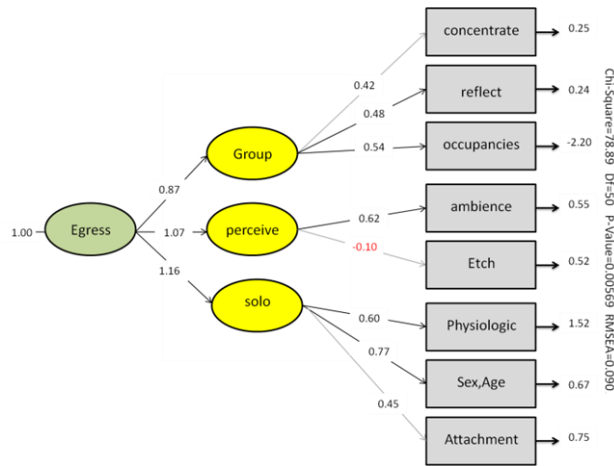 concentrate
0.25
0.42
reflect
0.24
0.48
Group
occupancies
-2.20
0.54
0.87
ambience
0.55
0.62
1.00
Egress
1.07
perceive
-0.10
Etch
0.52
1.16
solo
0.60
Physiologic
1.52
0.77
Sex,Age
0.67
0.45
Attachment
0.75
Chi-Square=78.89 Df=50 P-Value=0.00569 RMSEA=0.090